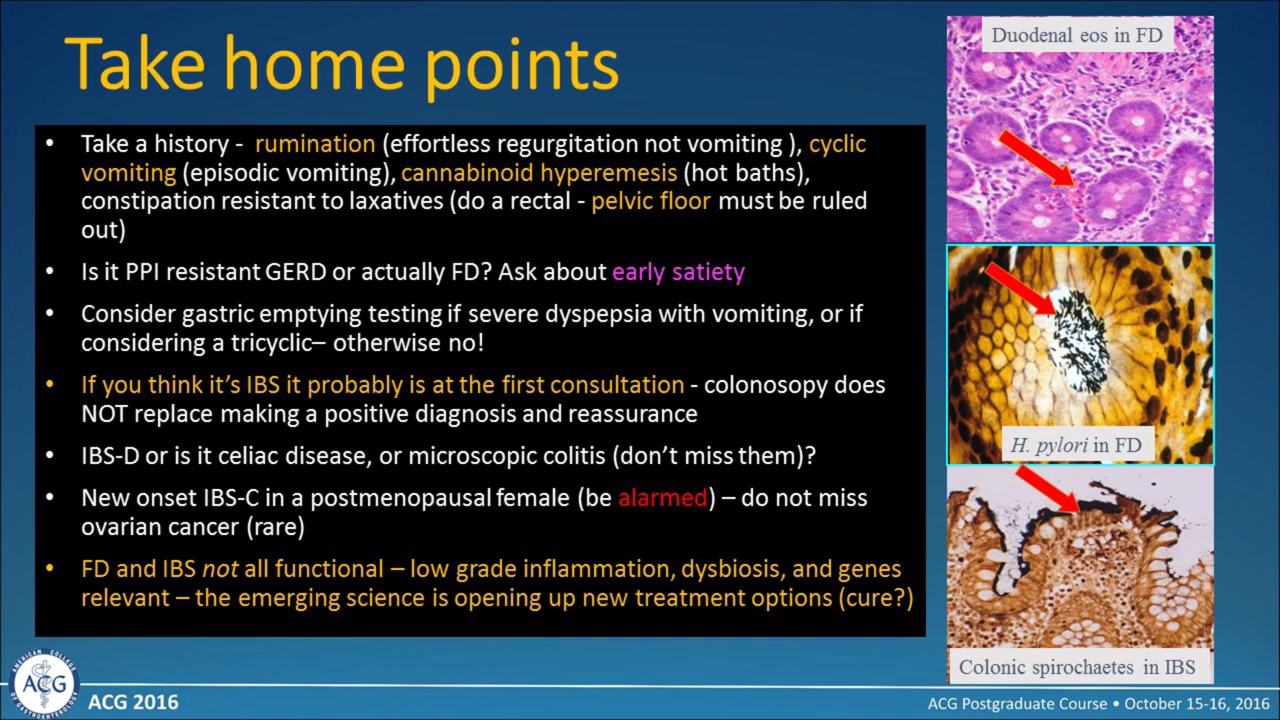 Take home points
• Take a history - rumination (effortless regurgitation not vomiting ), cyclic
vomiting (episodic vomiting), cannabinoid hyperemesis (hot baths),
constipation resistant to laxatives (do a rectal - pelvic floor must be ruled
out)
• Is it PPI resistant GERD or actually FD? Ask about early satiety
• Consider gastric emptying testing if severe dyspepsia with vomiting, or if
considering a tricyclic– otherwise no!
• If you think it’s IBS it probably is at the first consultation - colonosopy does
NOT replace making a positive diagnosis and reassurance
• IBS-D or is it celiac disease, or microscopic colitis (don’t miss them)?
• New onset IBS-C in a postmenopausal female (be alarmed) – do not miss
ovarian cancer (rare)
• FD and IBS not all functional – low grade inflammation, dysbiosis, and genes
relevant – the emerging science is opening up new treatment options (cure?)
Duodenal eos in FD
H. pylori in FD
Colonic spirochaetes in IBS
AMERICAN COLLEGE
ACG
OF GASTROENTEROLOGY
ACG 2016
ACG Postgraduate Course • October 15-16, 2016